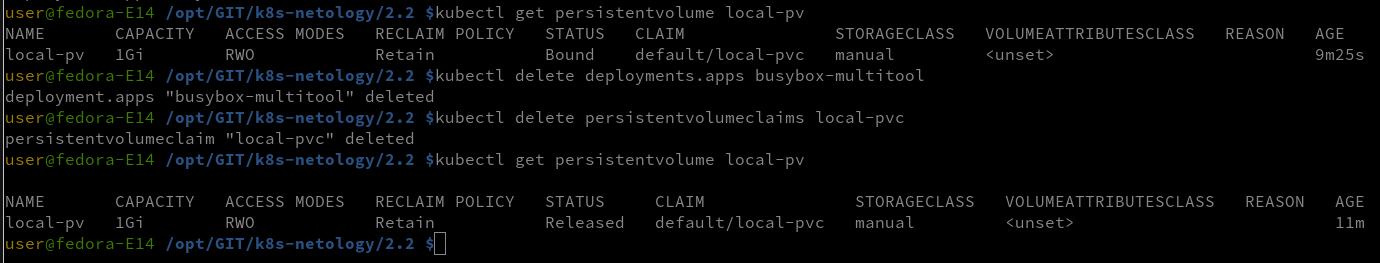 user@fedora-E14 /opt/GIT/k8s-netology/2.2 $kubectl get persistentvolume local-pv
NAME CAPACITY ACCESS MODES RECLAIM POLICY STATUS CLAIM STORAGECLASS VOLUMEATTRIBUTESCLASS REASON AGE
local-pv 1Gi RWO Retain Bound default/local-pvc manual <unset> 9m25s
user@fedora-E14 /opt/GIT/k8s-netology/2.2 $kubectl delete deployments.apps busybox-multitool
deployment.apps "busybox-multitool" deleted
user@fedora-E14 /opt/GIT/k8s-netology/2.2 $kubectl delete persistentvolumeclaims local-pvc
persistentvolumeclaim "local-pvc" deleted
user@fedora-E14 /opt/GIT/k8s-netology/2.2 $kubectl get persistentvolume local-pv
NAME CAPACITY ACCESS MODES RECLAIM POLICY STATUS CLAIM STORAGECLASS VOLUMEATTRIBUTESCLASS REASON AGE
local-pv 1Gi RWO Retain Released default/local-pvc manual <unset> 11m
user@fedora-E14 /opt/GIT/k8s-netology/2.2 $